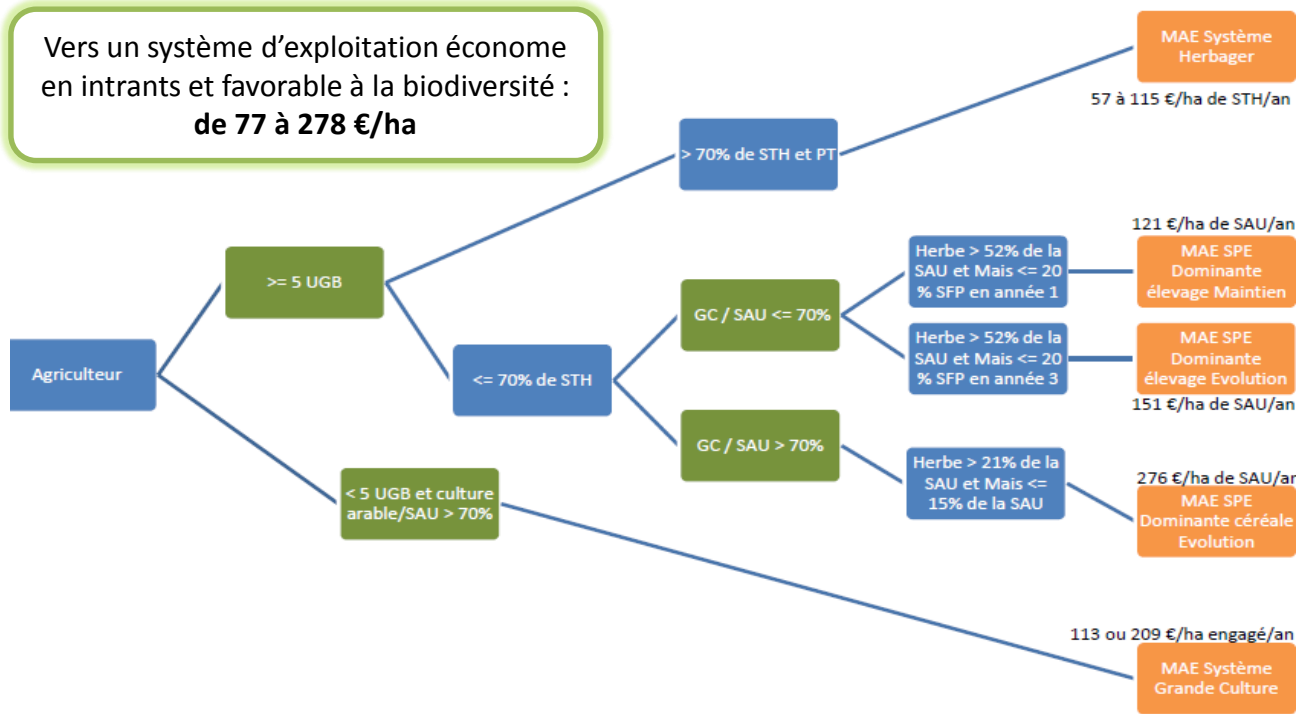 Vers un système d'exploitation économe
en intrants et favorable à la biodiversité :
de 77 à 278 €/ha
MAE Système
Herbager
57 à 115 €/ha de STH/an
> 70% de STH et PT
121 €/ha de SAU/an
>= 5 UGB
Herbe > 52% de la
SAU et Mais <= 20
% SFP en année 1
MAE SPE
Dominante
élevage Maintien
GC / SAU <= 70%
Agriculteur
<= 70% de STH
Herbe > 52% de la
SAU et Mais <= 20
% SFP en année 3
MAE SPE
Dominante
élevage Evolution
151 €/ha de SAU/an
GC / SAU > 70%
Herbe > 21% de la
SAU et Mais <=
15% de la SAU
276 €/ha de SAU/an
MAE SPE
Dominante céréale
Evolution
< 5 UGB et culture
arable/SAU > 70%
113 ou 209 €/ha engagé/an
MAE Système
Grande Culture